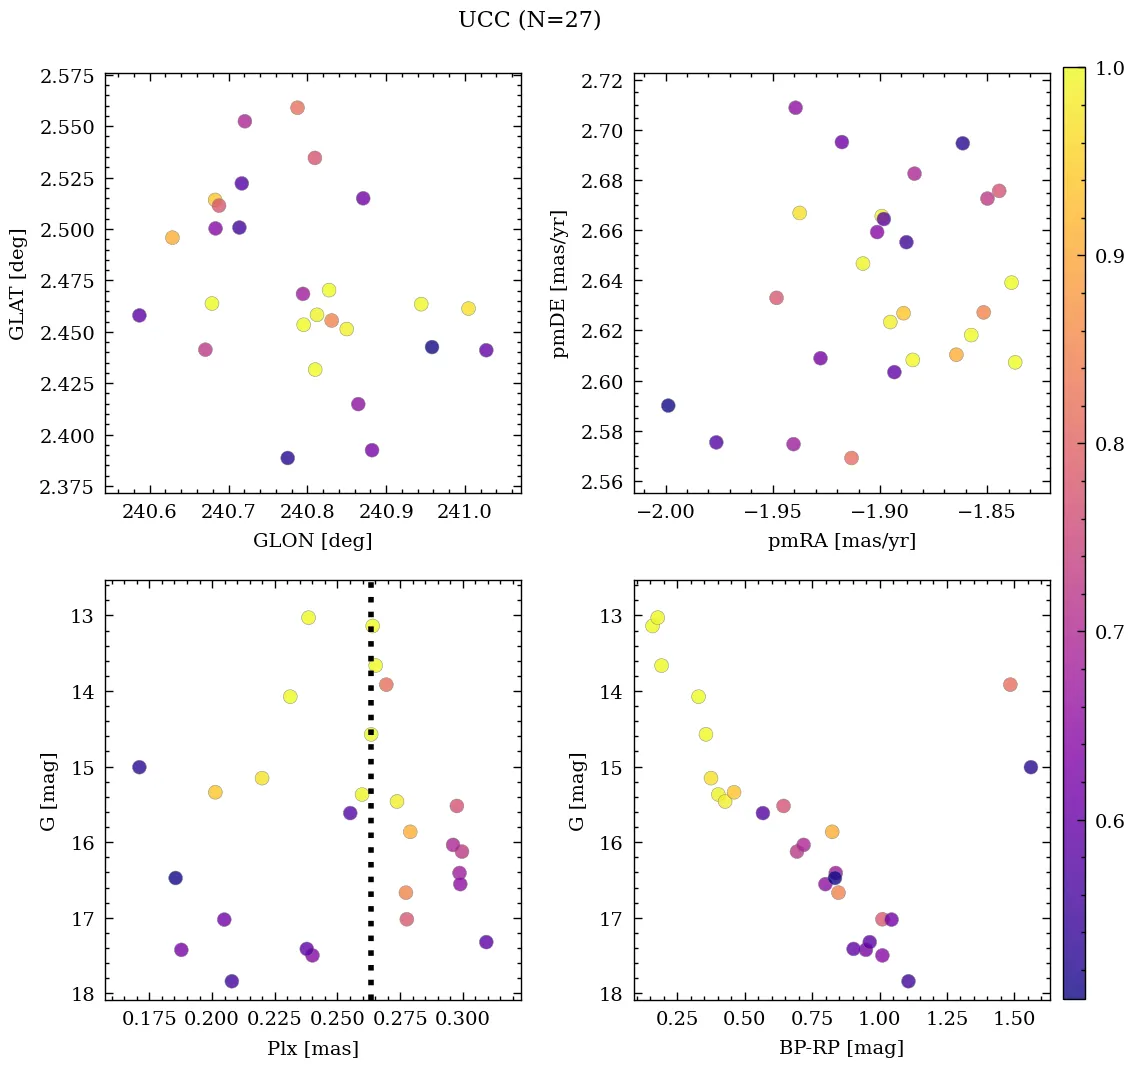 UCC (N=27)
2.575
2.550
2.525
2.500
2.475
2.450
2.425
2.400
2.375
GLAT [deg]
240.6 240.7 240.8 240.9 241.0
GLON [deg]
2.72
2.70
2.68
2.66
2.64
2.62
2.60
2.58
2.56
pmDE [mas/yr]
−2.00 −1.95 −1.90 −1.85
pmRA [mas/yr]
1.0
0.9
0.8
0.7
0.6
13
14
15
16
17
18
G [mag]
0.175 0.200 0.225 0.250 0.275 0.300
Plx [mas]
13
14
15
16
17
18
G [mag]
0.25 0.50 0.75 1.00 1.25 1.50
BP-RP [mag]